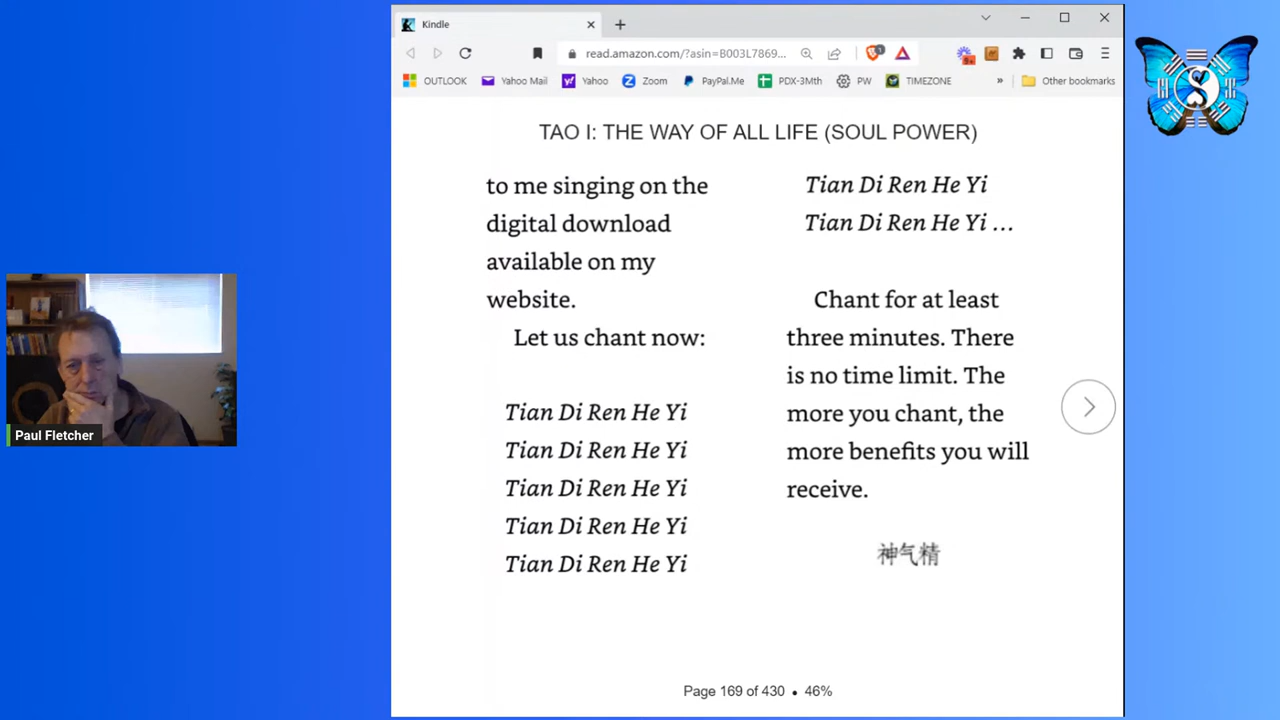 Kindle
read.amazon.com/?asin=B003L7869...
OUTLOOK
Yahoo Mail
Yahoo
Zoom
PayPal.Me
PDX-3Mth
PW
TIMEZONE
»
Other bookmarks
TAO I: THE WAY OF ALL LIFE (SOUL POWER)
to me singing on the
digital download
available on my
website.
Let us chant now:
Tian Di Ren He Yi
Tian Di Ren He Yi
Tian Di Ren He Yi
Tian Di Ren He Yi
Tian Di Ren He Yi
Tian Di Ren He Yi
Tian Di Ren He Yi …
Chant for at least
three minutes. There
is no time limit. The
more you chant, the
more benefits you will
receive.
神气精
Page 169 of 430 • 46%
Paul Fletcher
S